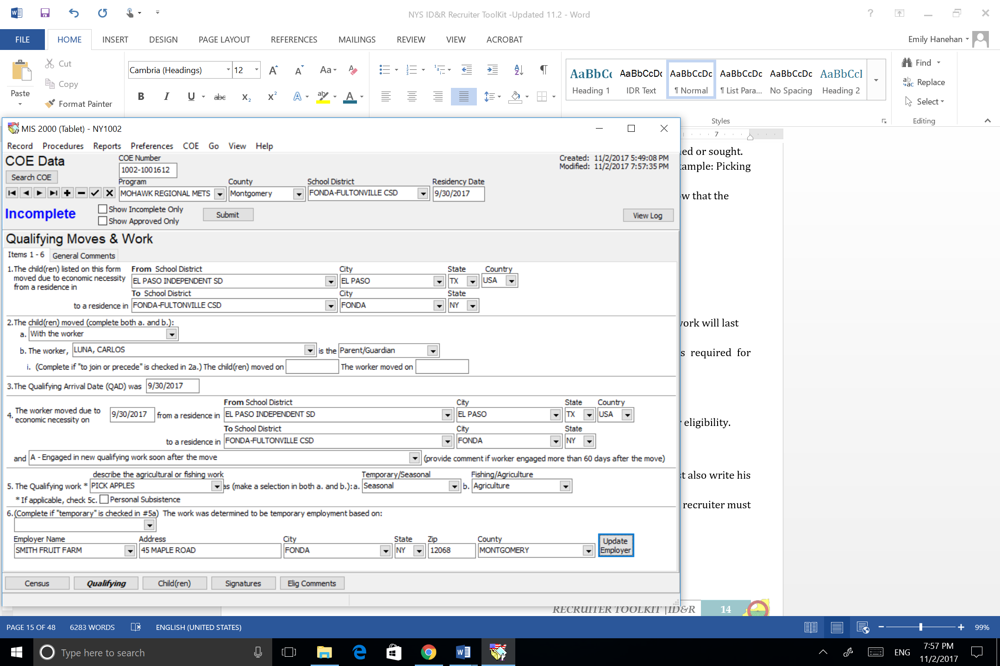 NYS ID&R Recruiter ToolKit -Updated 11.2 - Word
FILE HOME INSERT DESIGN PAGE LAYOUT REFERENCES MAILINGS REVIEW VIEW ACROBAT Emily Hanehan
Paste Cut Copy Format Painter
Cambria (Headings) 12
AaBbCc AaBbCcDc AaBbCcDc AaBbCcDc AaBbCcDc AaBbCcI
Heading 1 IDR Text ¶ Normal ¶ List Para... No Spacing Heading 2
Styles
Find
Replace
Select
Editing
MIS 2000 (Tablet) - NY1002
Record Procedures Reports Preferences COE Go View Help
COE Data
COE Number
1002-1001612
Created: 11/2/2017 5:49:08 PM
Modified: 11/2/2017 7:57:35 PM
Search COE
Program County School District Residency Date
MOHAWK REGIONAL METS Montgomery FONDA-FULTONVILLE CSD 9/30/2017
Incomplete
Show Incomplete Only
Show Approved Only
Submit
View Log
Qualifying Moves & Work
Items 1 - 6 General Comments
1.The child(ren) listed on this form
moved due to economic necessity
from a residence in
From School District City State Country
EL PASO INDEPENDENT SD EL PASO TX USA
To School District City State
to a residence in FONDA-FULTONVILLE CSD FONDA NY
2.The child(ren) moved (complete both a. and b.):
a. With the worker
b. The worker, LUNA, CARLOS is the Parent/Guardian
i. (Complete if "to join or precede" is checked in 2a.) The child(ren) moved on The worker moved on
3.The Qualifying Arrival Date (QAD) was 9/30/2017
From School District City State Country
4. The worker moved due to
economic necessity on 9/30/2017 from a residence in EL PASO INDEPENDENT SD EL PASO TX USA
To School District City State
to a residence in FONDA-FULTONVILLE CSD FONDA NY
and A - Engaged in new qualifying work soon after the move (provide comment if worker engaged more than 60 days after the move)
describe the agricultural or fishing work Temporary/Seasonal Fishing/Agriculture
5. The Qualifying work * PICK APPLES as (make a selection in both a. and b.): a. Seasonal b. Agriculture
* If applicable, check 5c. Personal Subsistence
6.(Complete if "temporary" is checked in #5a) The work was determined to be temporary employment based on:
Employer Name Address City State Zip County
SMITH FRUIT FARM 45 MAPLE ROAD FONDA NY 12068 MONTGOMERY
Update
Employer
Census Qualifying Child(ren) Signatures Elig Comments
7
ed or sought.
ample: Picking
w that the
work will last
s required for
eligibility.
t also write his
recruiter must
RECRUITER TOOLKIT |ID&R 14
PAGE 15 OF 48 6283 WORDS ENGLISH (UNITED STATES) 99%
Type here to search
ENG
7:57 PM
11/2/2017